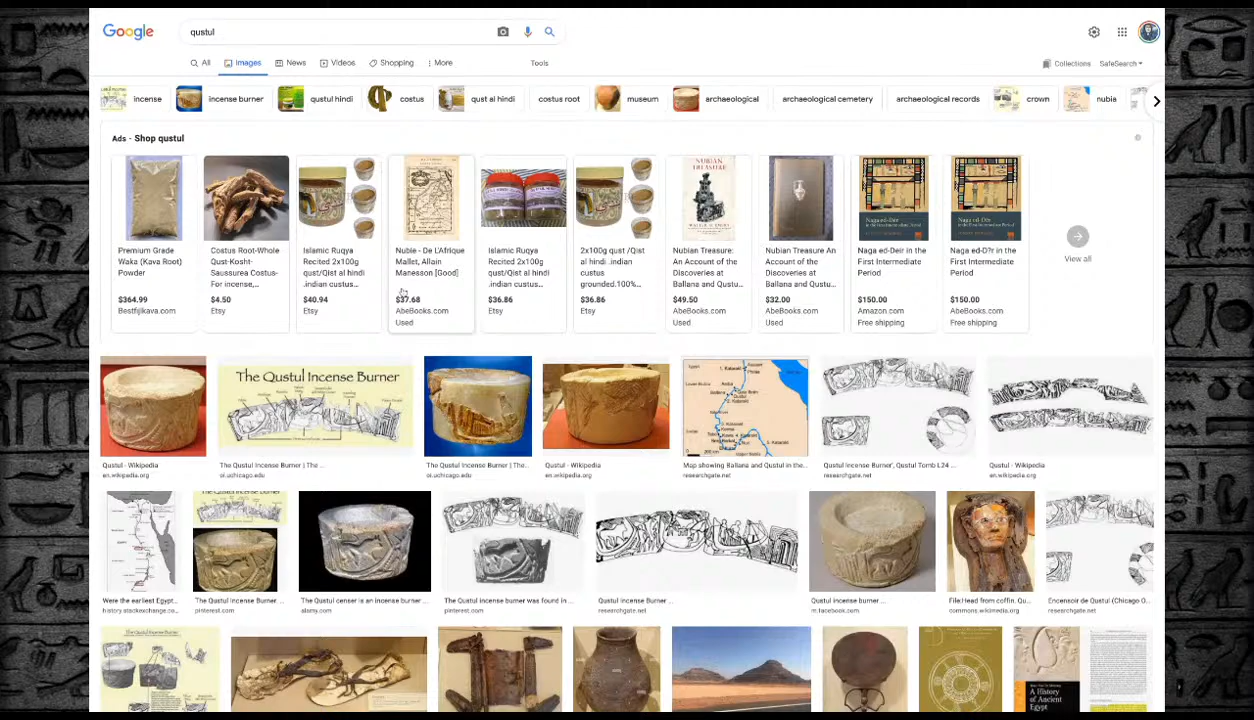 Google
qustul
All
Images
News
Videos
Shopping
More
Tools
Collections
SafeSearch
incense
incense burner
qustul hindi
costus
qust al hindi
costus root
museum
archaeological
archaeological cemetery
archaeological records
crown
nubia
Ads · Shop qustul
Premium Grade
Waka (Kava Root)
Powder
$364.99
Bestfijikava.com
Costus Root-Whole
Qust-Kosht-
Saussurea Costus-
For incense,...
$4.50
Etsy
Islamic Ruqya
Recited 2x100g
qust/Qist al hindi
.indian custus...
$40.94
Etsy
Nubie - De L'Afrique
Mallet, Allain
Manesson [Good]
$37.68
AbeBooks.com
Used
Islamic Ruqya
Recited 2x100g
qust/Qist al hindi
.indian custus...
$36.86
Etsy
2x100g qust /Qist
al hindi .indian
custus
grounded.100%...
$36.86
Etsy
NUBIAN
TREASURE
Nubian Treasure:
An Account of the
Discoveries at
Ballana and Qustu...
$49.50
AbeBooks.com
Used
Nubian Treasure An
Account of the
Discoveries at
Ballana and Qustul...
$32.00
AbeBooks.com
Used
Naga ed-Deir in the
First Intermediate
Period
$150.00
Amazon.com
Free shipping
Naga ed-D?r in the
First Intermediate
Period
$150.00
AbeBooks.com
Free shipping
View all
The Qustul Incense Burner
Qustul - Wikipedia
en.wikipedia.org
The Qustul Incense Burner | The ...
oi.uchicago.edu
The Qustul Incense Burner | The...
oi.uchicago.edu
Qustul - Wikipedia
en.wikipedia.org
Map showing Ballana and Qustul in the...
researchgate.net
Qustul Incense Burner', Qustul Tomb L24 ...
researchgate.net
Qustul - Wikipedia
en.wikipedia.org
Were the earliest Egypt...
history.stackexchange.co...
The Qustul Incense Burner ...
pinterest.com
The Qustul censer is an incense burner ...
alamy.com
The Qustul incense burner was found in ...
pinterest.com
Qustul Incense Burner ...
researchgate.net
Qustul incense burner ...
m.facebook.com
File:Head from coffin. Qu...
commons.wikimedia.org
Encensoir de Qustul (Chicago O...
researchgate.net
A History
of Ancient
Egypt